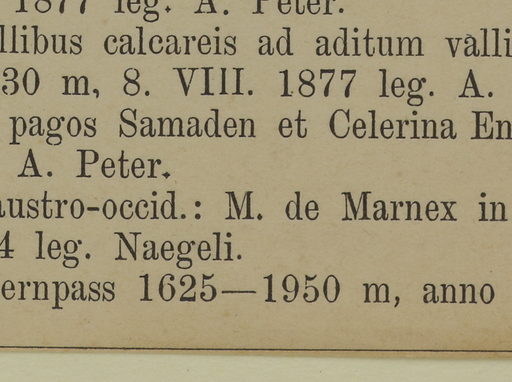 1877 leg. A. Peter.
llibus calcareis ad aditum valli
30 m, 8. VIII. 1877 leg. A.
pagos Samaden et Celerina En
A. Peter.
austro-occid.: M. de Marnex in
4 leg. Naegeli.
ernpass 1625—1950 m, anno